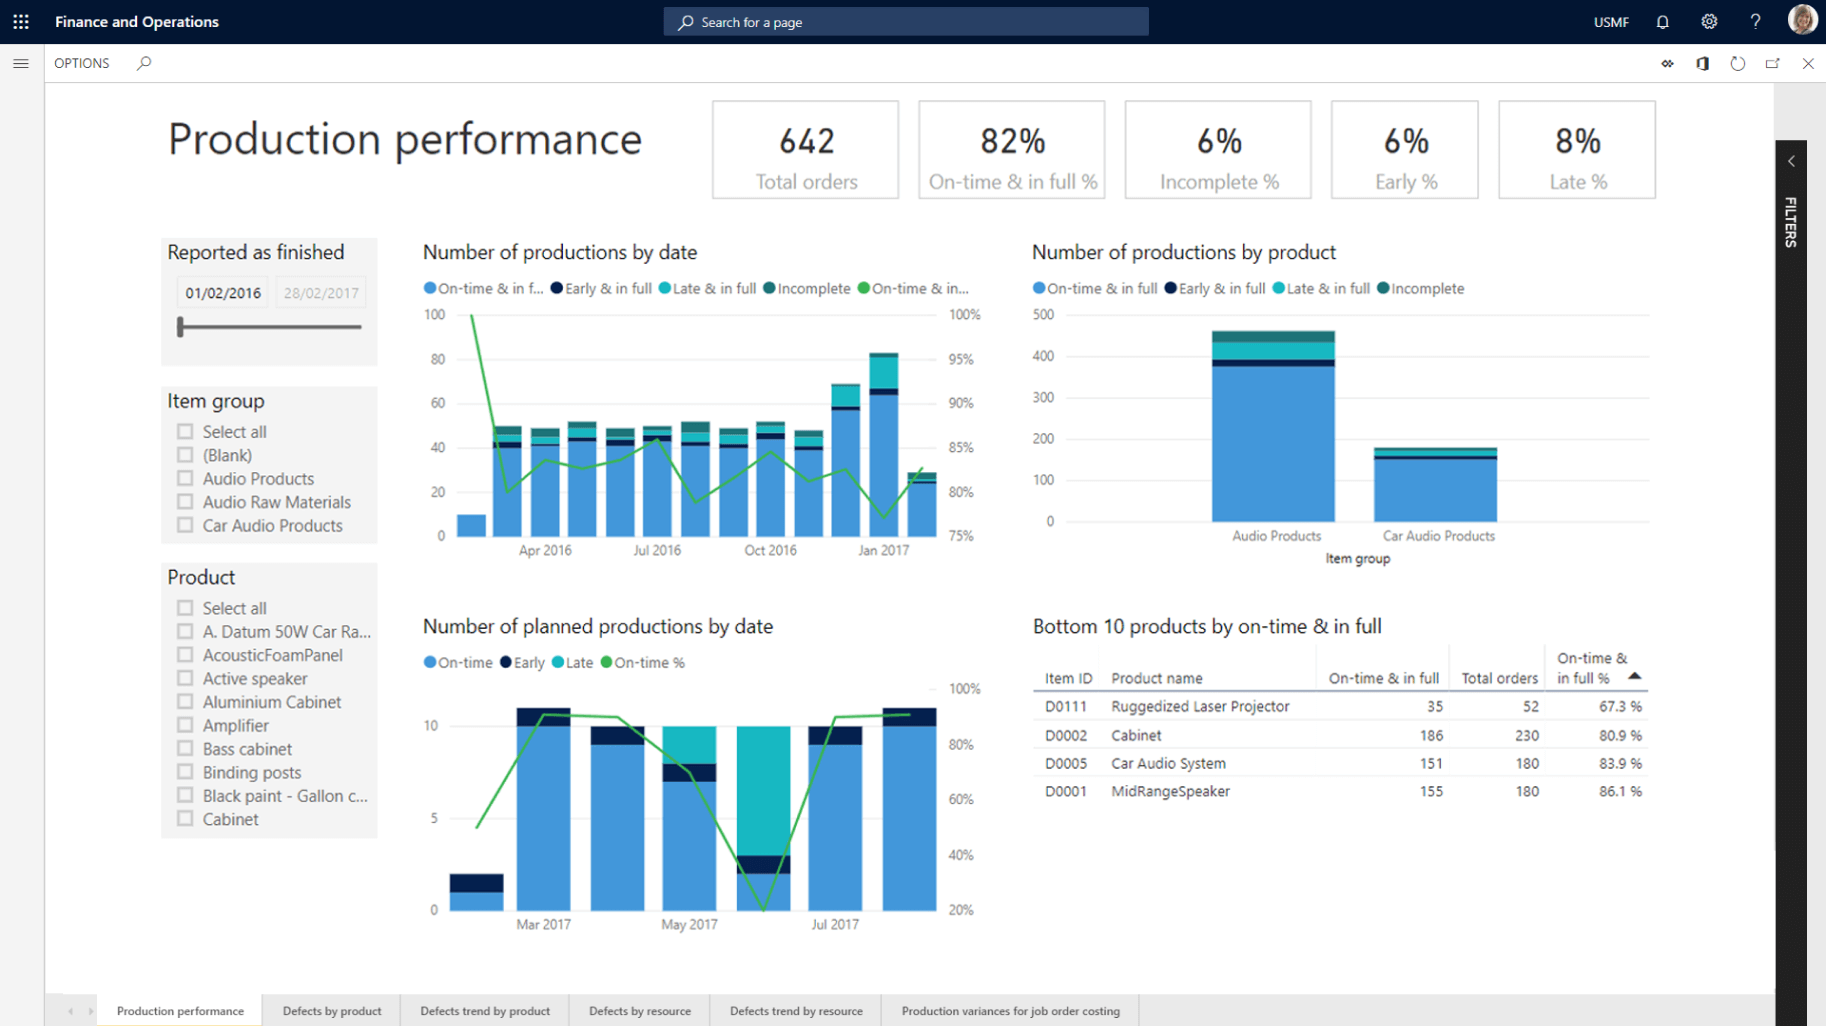 Finance and Operations
Search for a page
USMF
?
OPTIONS
Production performance
642
Total orders
82%
On-time & in full %
6%
Incomplete %
6%
Early %
8%
Late %
FILTERS
Reported as finished
01/02/2016
28/02/2017
Item group
Select all
(Blank)
Audio Products
Audio Raw Materials
Car Audio Products
Product
Select all
A. Datum 50W Car Ra...
AcousticFoamPanel
Active speaker
Aluminium Cabinet
Amplifier
Bass cabinet
Binding posts
Black paint - Gallon c...
Cabinet
Number of productions by date
On-time & in f... Early & in full Late & in full Incomplete On-time & in...
100 100%
80 95%
60 90%
40 85%
20 80%
0 75%
Apr 2016 Jul 2016 Oct 2016 Jan 2017
Number of productions by product
On-time & in full Early & in full Late & in full Incomplete
500
400
300
200
100
0
Audio Products Car Audio Products
Item group
Number of planned productions by date
On-time Early Late On-time %
100%
10 80%
60%
5
40%
0 20%
Mar 2017 May 2017 Jul 2017
Bottom 10 products by on-time & in full
Item ID Product name On-time & in full Total orders On-time & in full %
D0111 Ruggedized Laser Projector 35 52 67.3 %
D0002 Cabinet 186 230 80.9 %
D0005 Car Audio System 151 180 83.9 %
D0001 MidRangeSpeaker 155 180 86.1 %
Production performance Defects by product Defects trend by product Defects by resource Defects trend by resource Production variances for job order costing